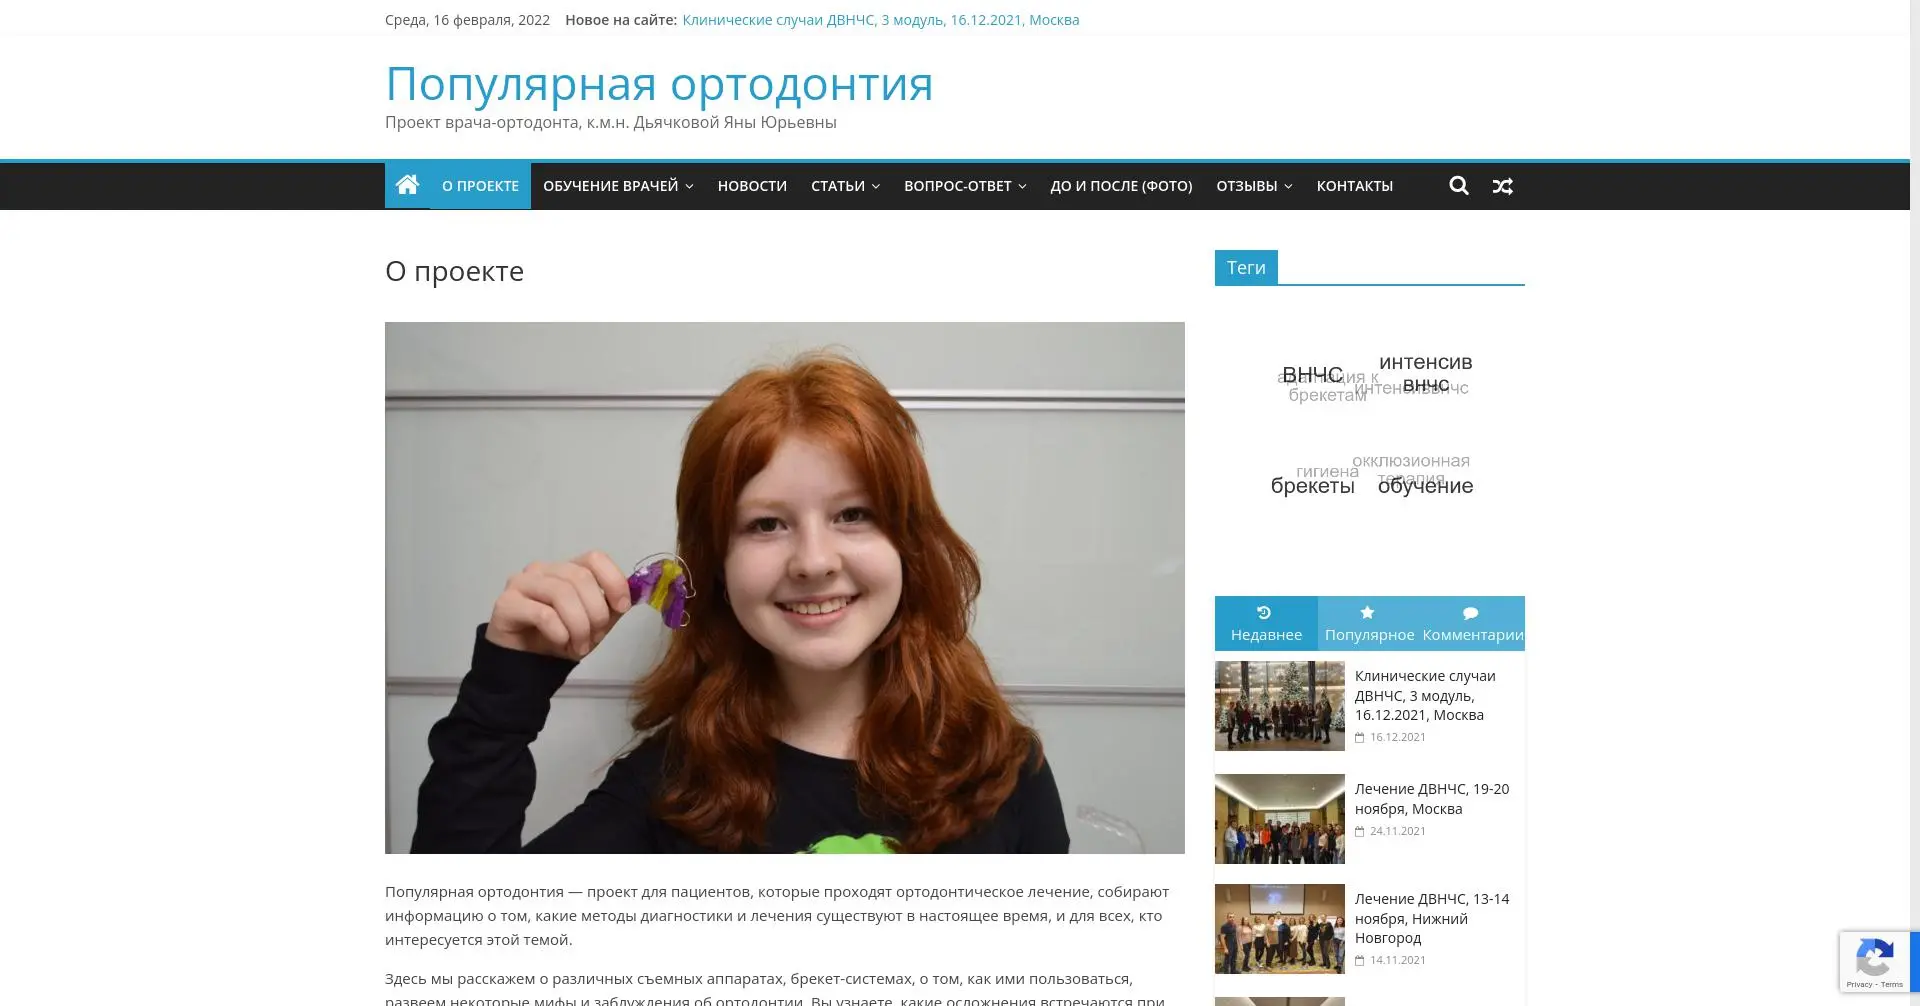 Среда, 16 февраля, 2022 Новое на сайте: Клинические случаи ДВНЧС, 3 модуль, 16.12.2021, Москва
Популярная ортодонтия
Проект врача-ортодонта, к.м.н. Дьячковой Яны Юрьевны
О ПРОЕКТЕ ОБУЧЕНИЕ ВРАЧЕЙ НОВОСТИ СТАТЬИ ВОПРОС-ОТВЕТ ДО И ПОСЛЕ (ФОТО) ОТЗЫВЫ КОНТАКТЫ
О проекте
Популярная ортодонтия — проект для пациентов, которые проходят ортодонтическое лечение, собирают
информацию о том, какие методы диагностики и лечения существуют в настоящее время, и для всех, кто
интересуется этой темой.
Здесь мы расскажем о различных съемных аппаратах, брекет-системах, о том, как ими пользоваться,
развеем некоторые мифы и заблуждения об ортодонтии. Вы узнаете, какие осложнения встречаются при
Теги
интенсив
внчс
ВНЧС
адаптация к
брекетам
интенсиввнчс
окклюзионная
терапия
гигиена
брекеты
обучение
Недавнее Популярное Комментарии
Клинические случаи
ДВНЧС, 3 модуль,
16.12.2021, Москва
16.12.2021
Лечение ДВНЧС, 19-20
ноября, Москва
24.11.2021
Лечение ДВНЧС, 13-14
ноября, Нижний
Новгород
14.11.2021
Privacy - Terms